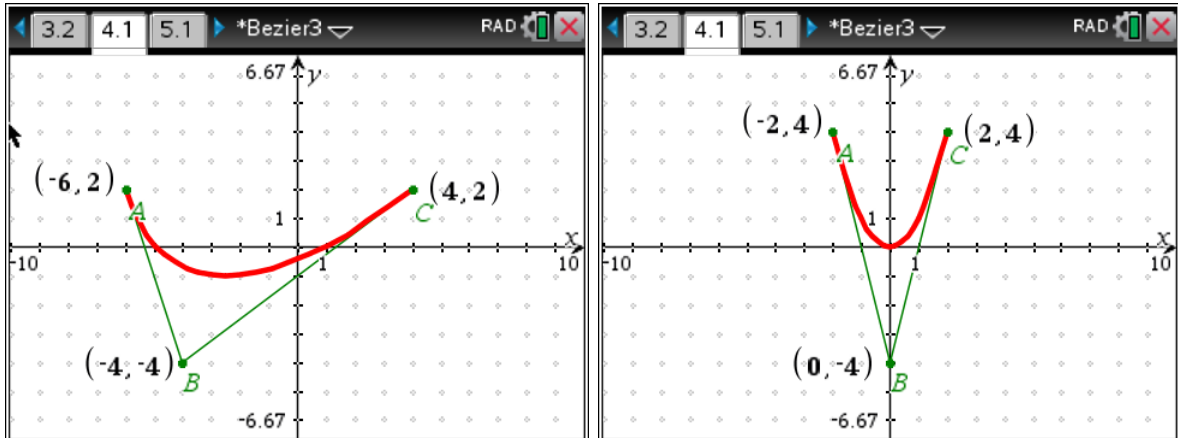 3.2 4.1 5.1 *Bezier3 RAD
6.67 y
(-6,2)
A
(4,2)
C
1
x
-10 1 10
(-4,-4)
B
-6.67
3.2 4.1 5.1 *Bezier3 RAD
6.67 y
(-2,4) (2,4)
A C
1
x
-10 1 10
(0,-4)
B
-6.67